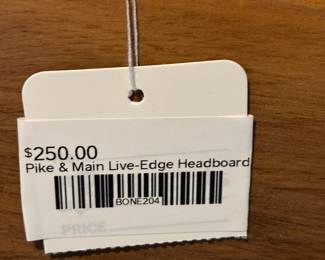 $250.00
Pike & Main Live-Edge Headboard
BONE204
PRICE